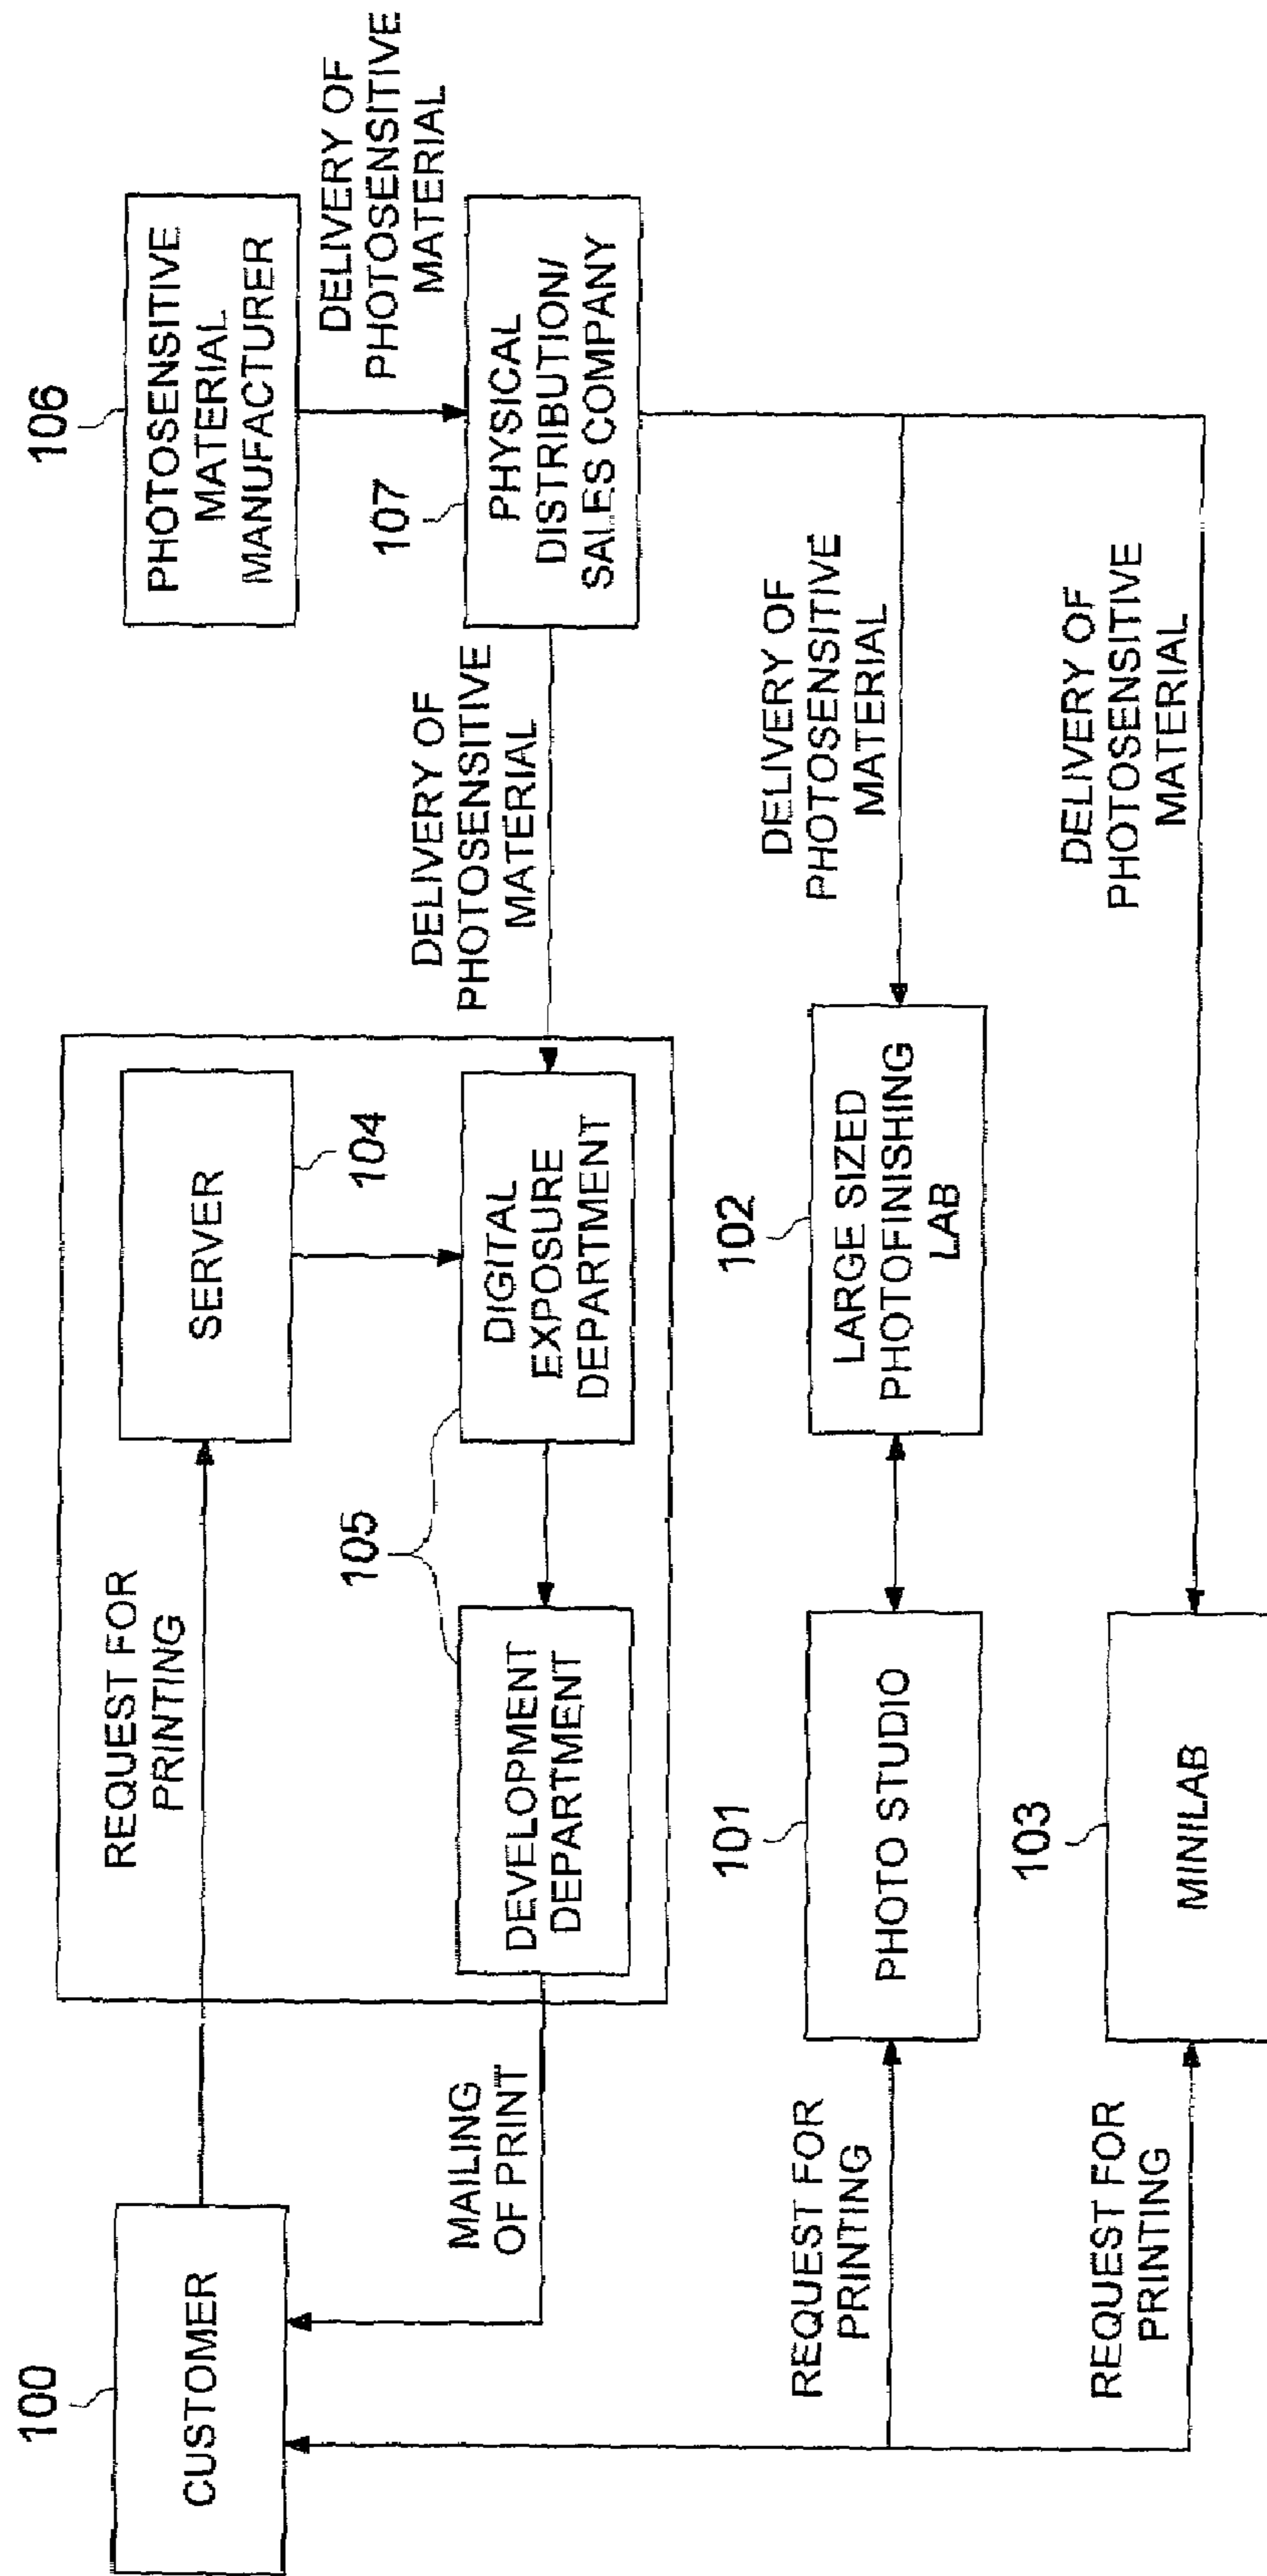 100
CUSTOMER
REQUEST FOR
PRINTING
SERVER
104
106
PHOTOSENSITIVE
MATERIAL
MANUFACTURER
DELIVERY OF
PHOTOSENSITIVE
MATERIAL
MAILING
OF PRINT
105
DEVELOPMENT
DEPARTMENT
DIGITAL
EXPOSURE
DEPARTMENT
DELIVERY OF
PHOTOSENSITIVE
MATERIAL
107
PHYSICAL
DISTRIBUTION/
SALES COMPANY
REQUEST FOR
PRINTING
101
PHOTO STUDIO
102
LARGE SIZED
PHOTOFINISHING
LAB
DELIVERY OF
PHOTOSENSITIVE
MATERIAL
REQUEST FOR
PRINTING
103
MINILAB
DELIVERY OF
PHOTOSENSITIVE
MATERIAL